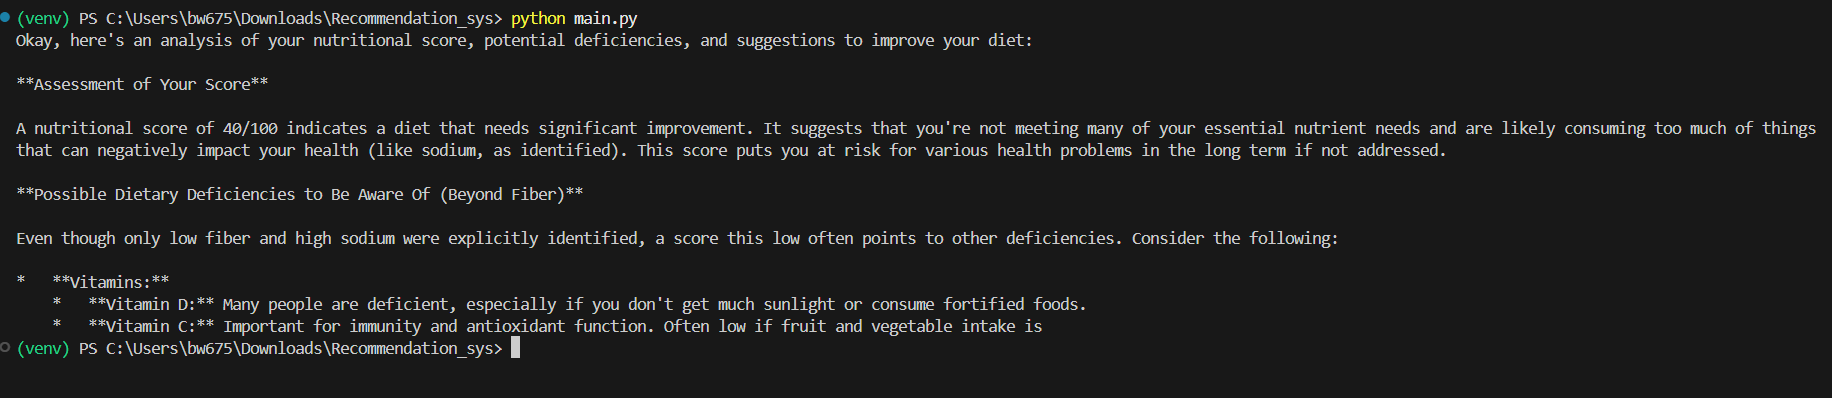 (venv) PS C:\Users\bw675\Downloads\Recommendation_sys> python main.py
Okay, here's an analysis of your nutritional score, potential deficiencies, and suggestions to improve your diet:
**Assessment of Your Score**
A nutritional score of 40/100 indicates a diet that needs significant improvement. It suggests that you're not meeting many of your essential nutrient needs and are likely consuming too much of things
that can negatively impact your health (like sodium, as identified). This score puts you at risk for various health problems in the long term if not addressed.
**Possible Dietary Deficiencies to Be Aware Of (Beyond Fiber)**
Even though only low fiber and high sodium were explicitly identified, a score this low often points to other deficiencies. Consider the following:
*   **Vitamins:**
    *   **Vitamin D:** Many people are deficient, especially if you don't get much sunlight or consume fortified foods.
    *   **Vitamin C:** Important for immunity and antioxidant function. Often low if fruit and vegetable intake is
(venv) PS C:\Users\bw675\Downloads\Recommendation_sys>